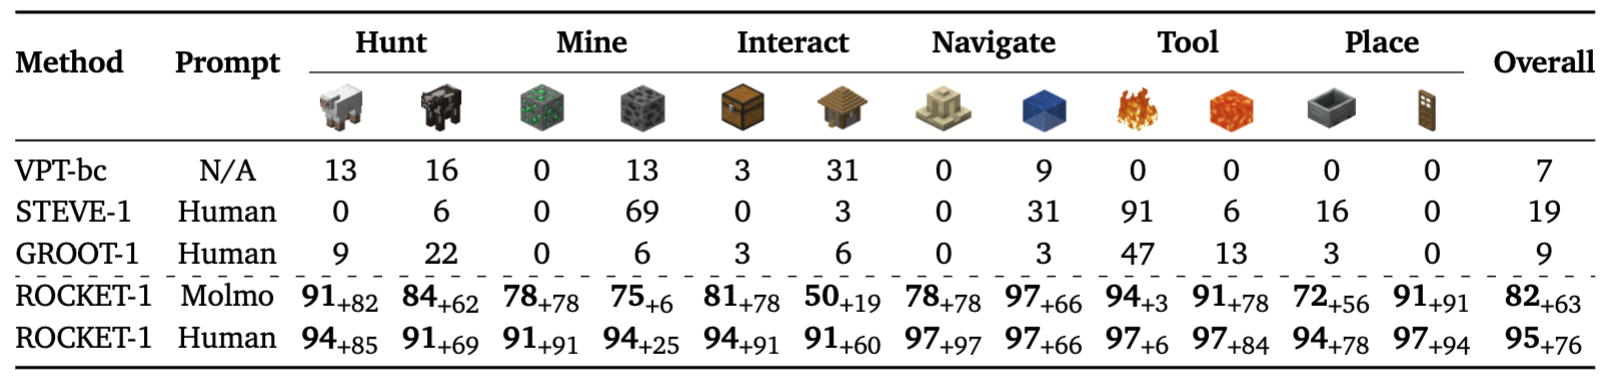 Method Prompt Hunt Mine Interact Navigate Tool Place Overall
VPT-bc N/A 13 16 0 13 3 31 0 9 0 0 0 0 7
STEVE-1 Human 0 6 0 69 0 3 0 31 91 6 16 0 19
GROOT-1 Human 9 22 0 6 3 6 0 3 47 13 3 0 9
ROCKET-1 Molmo 91+82 84+62 78+78 75+6 81+78 50+19 78+78 97+66 94+3 91+78 72+56 91+91 82+63
ROCKET-1 Human 94+85 91+69 91+91 94+25 94+91 91+60 97+97 97+66 97+6 97+84 94+78 97+94 95+76